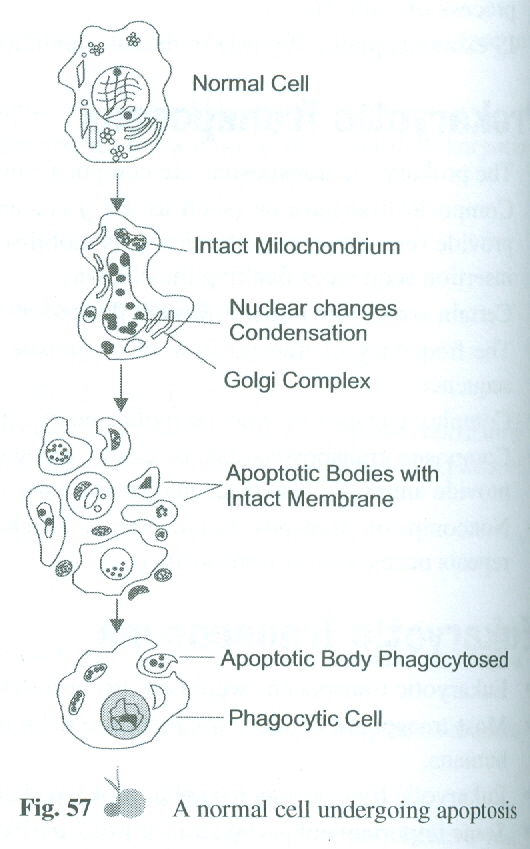 Normal Cell
Intact Milochondrium
Nuclear changes
Condensation
Golgi Complex
Apoptotic Bodies with
Intact Membrane
Apoptotic Body Phagocytosed
Phagocytic Cell
Fig. 57 A normal cell undergoing apoptosis